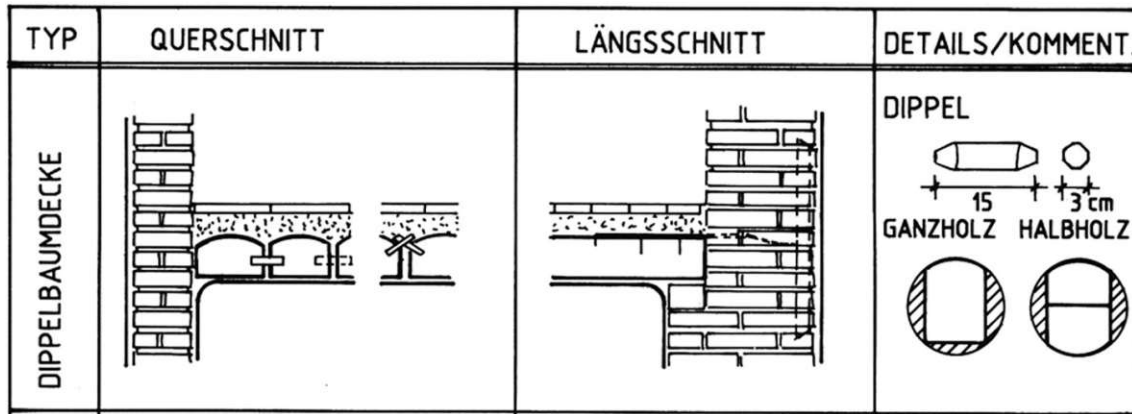 TYP
QUERSCHNITT
LÄNGSSCHNITT
DETAILS/KOMMENT.
DIPPELBAUMDECKE
DIPPEL
15
3 cm
GANZHOLZ
HALBHOLZ